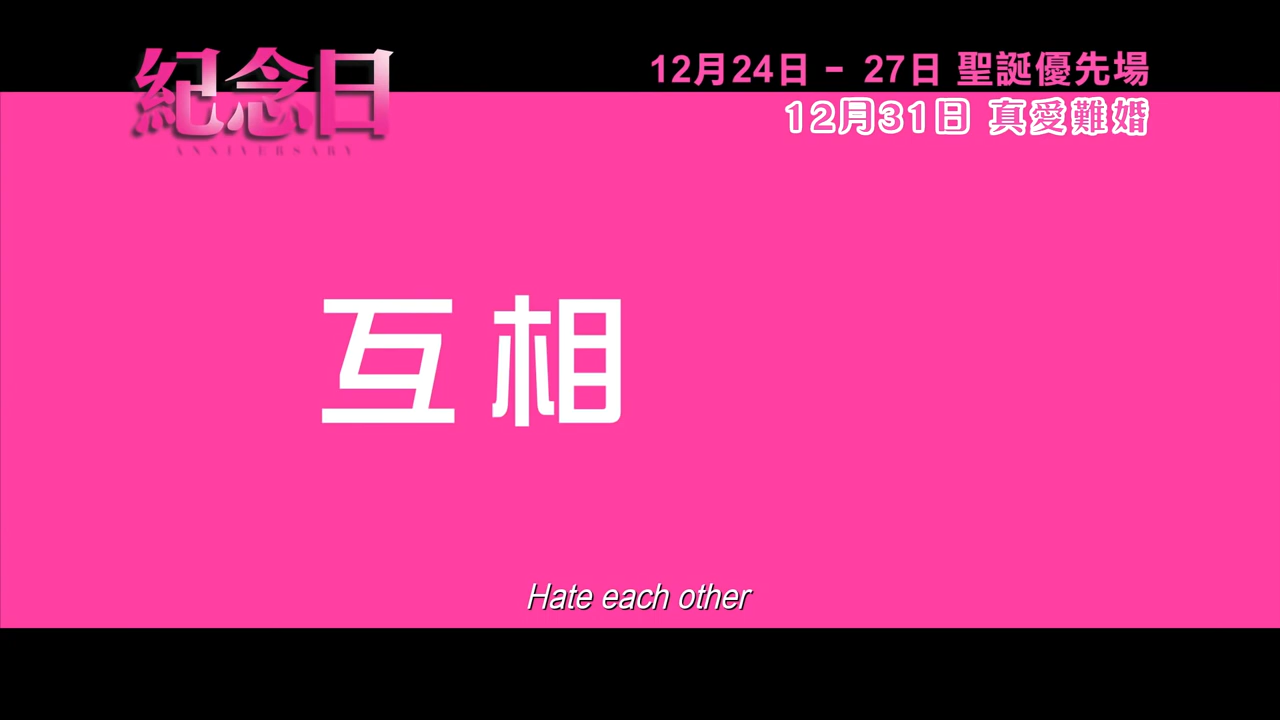 紀念日
ANNIVERSARY
12月24日 - 27日 聖誕優先場
12月31日 真愛難婚
互相
Hate each other